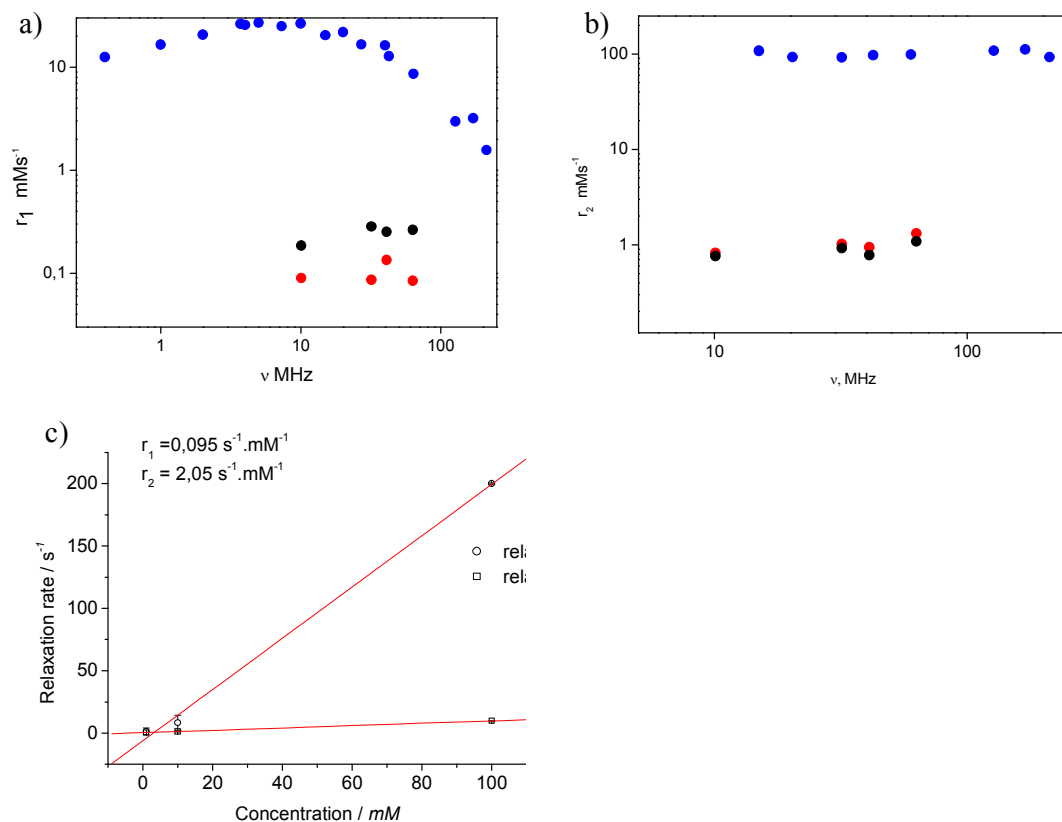 a)
10
1
0,1
r1 mMs-1
1
10
100
ν MHz
b)
100
10
1
r2 mMs-1
10
100
ν, MHz
c)
r1 =0,095 s-1.mM-1
r2 = 2,05 s-1.mM-1
200
150
100
50
0
Relaxation rate / s-1
rela
rela
0
20
40
60
80
100
Concentration / mM